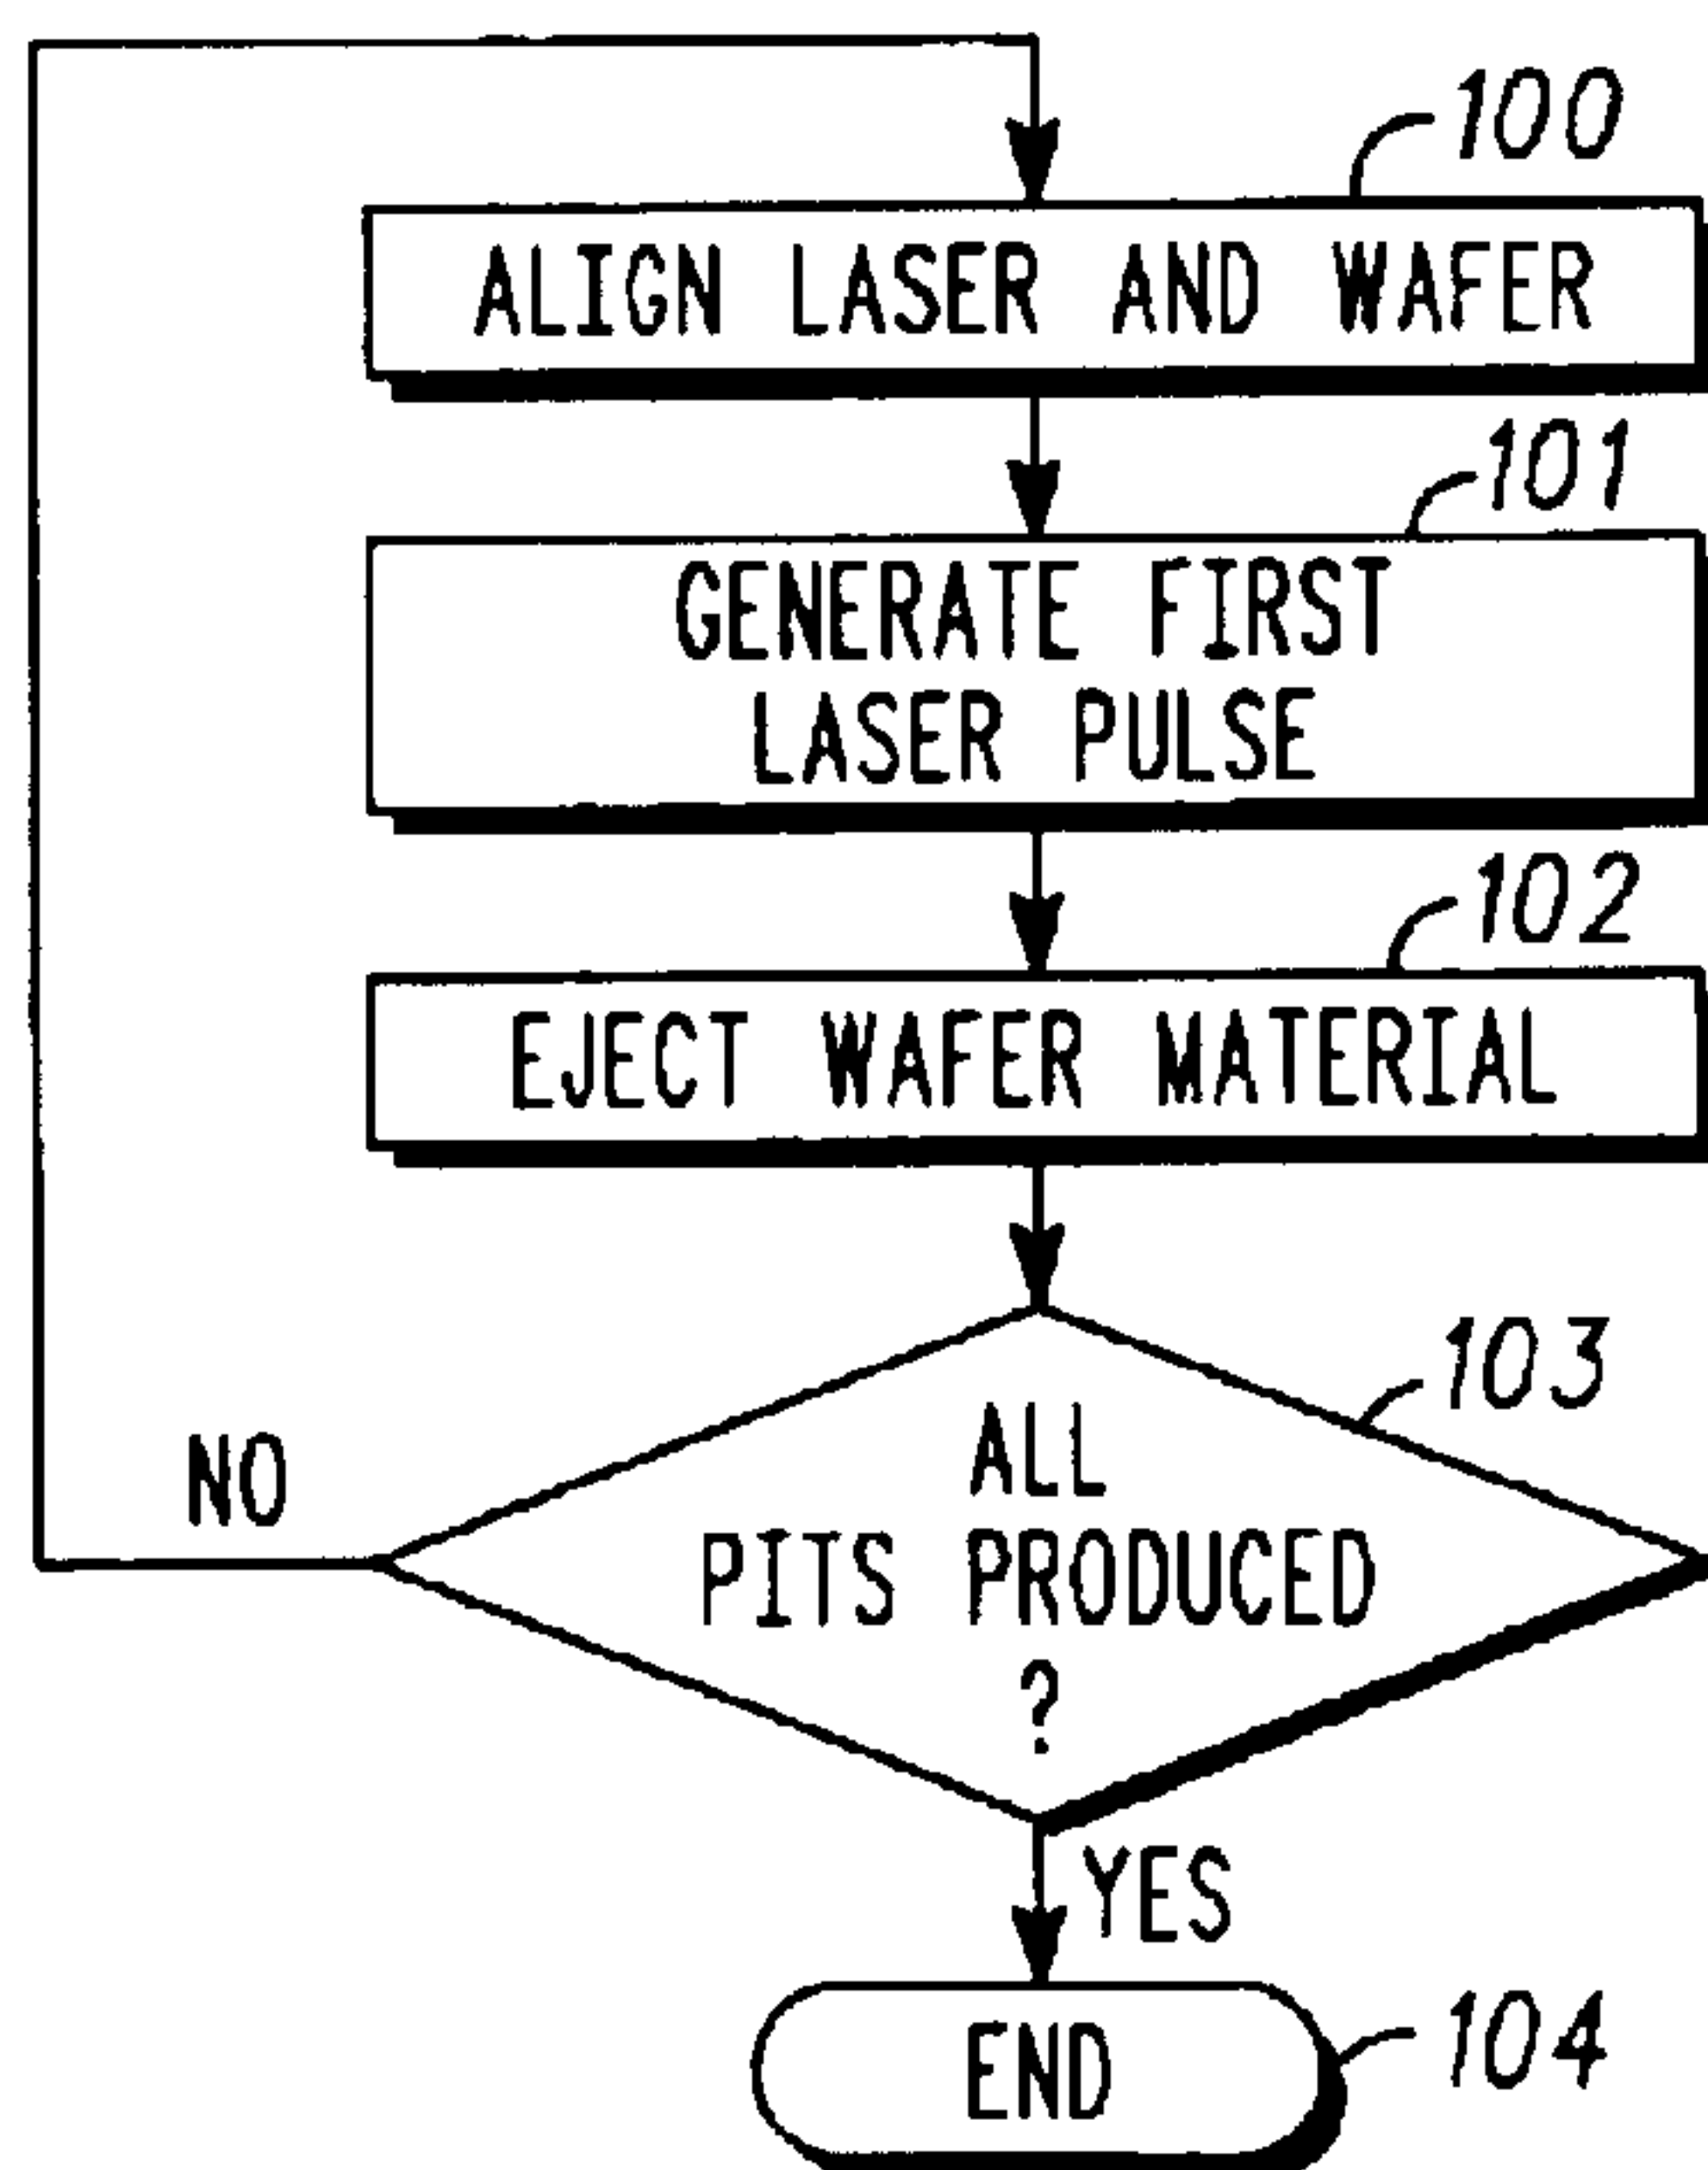 100
ALIGN LASER AND WAFER
101
GENERATE FIRST
LASER PULSE
102
EJECT WAFER MATERIAL
103
ALL
PITS PRODUCED
?
NO
YES
END
104